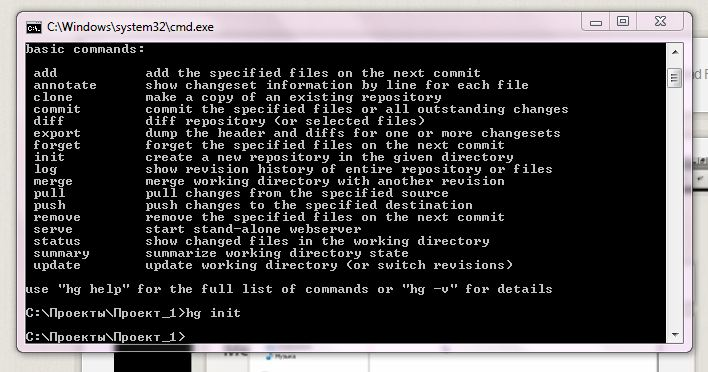 C:\Windows\system32\cmd.exe
basic commands:
add add the specified files on the next commit
annotate show changeset information by line for each file
clone make a copy of an existing repository
commit commit the specified files or all outstanding changes
diff diff repository (or selected files)
export dump the header and diffs for one or more changesets
forget forget the specified files on the next commit
init create a new repository in the given directory
log show revision history of entire repository or files
merge merge working directory with another revision
pull pull changes from the specified source
push push changes to the specified destination
remove remove the specified files on the next commit
serve start stand-alone webserver
status show changed files in the working directory
summary summarize working directory state
update update working directory (or switch revisions)
use "hg help" for the full list of commands or "hg -v" for details
C:\Проекты\Проект_1>hg init
C:\Проекты\Проект_1>
Музыка